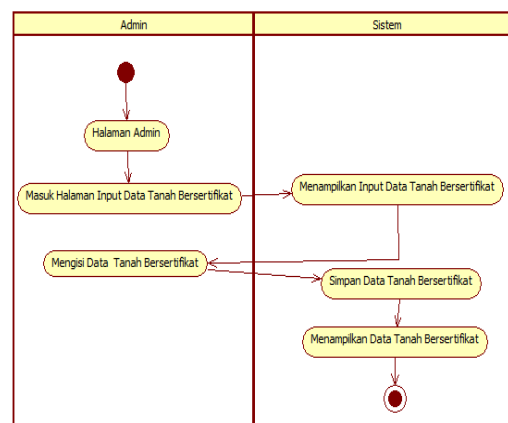 Admin
Sistem
Halaman Admin
Masuk Halaman Input Data Tanah Bersertifikat
Menampilkan Input Data Tanah Bersertifikat
Mengisi Data Tanah Bersertifikat
Simpan Data Tanah Bersertifikat
Menampilkan Data Tanah Bersertifikat